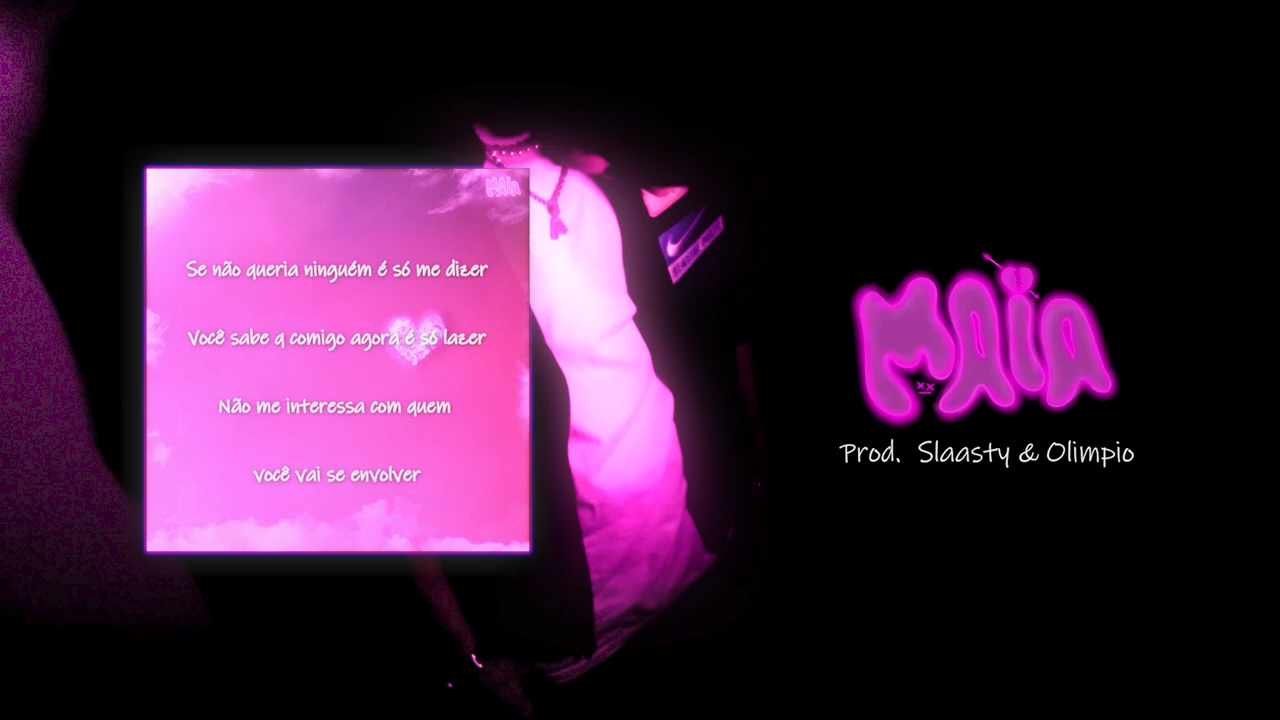 MAIA
Se não queria ninguém é só me dizer
Você sabe q comigo agora é só lazer
Não me interessa com quem
você vai se envolver
MAIA
Prod. Slaasty & Olimpio